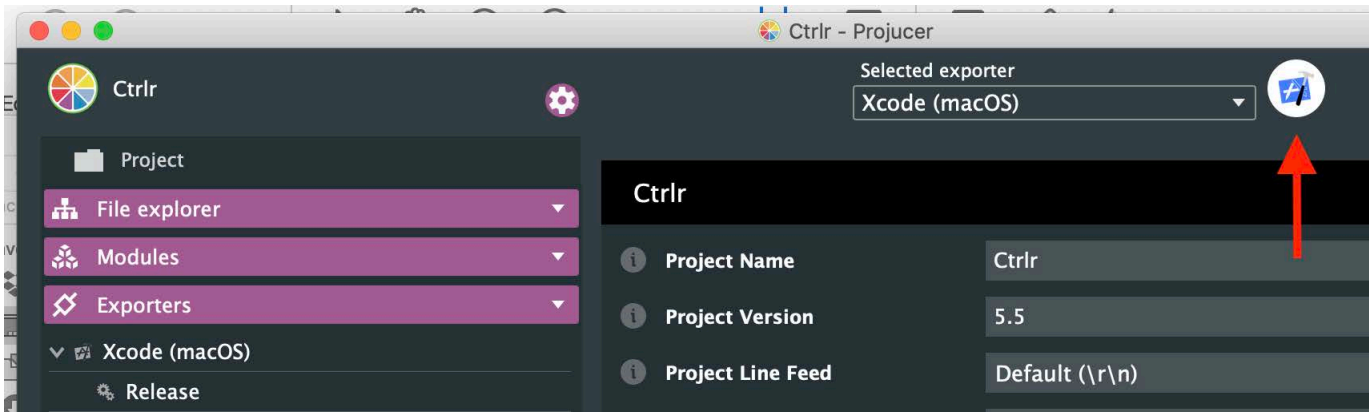 Ctrlr - Projucer
Ctrlr
Selected exporter
Xcode (macOS)
Project
File explorer
Modules
Exporters
Xcode (macOS)
Release
Ctrlr
Project Name
Ctrlr
Project Version
5.5
Project Line Feed
Default (\r\n)